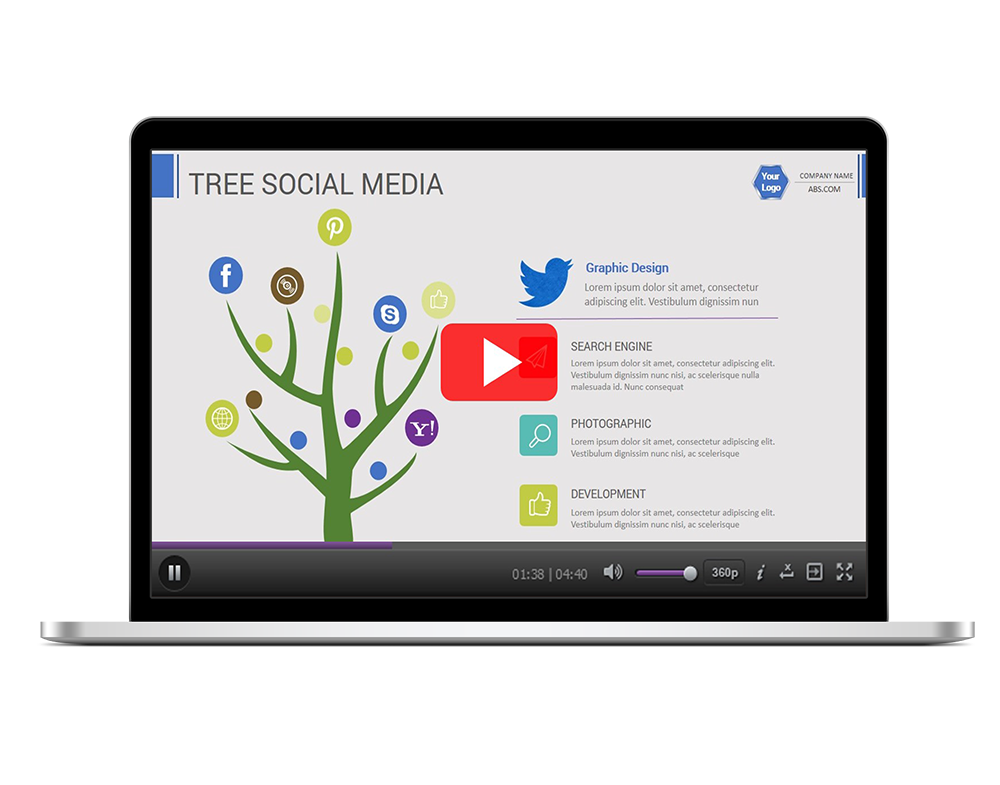 TREE SOCIAL MEDIA
Your
Logo
COMPANY NAME
ABS.COM
Graphic Design
Lorem ipsum dolor sit amet, consectetur
adipiscing elit. Vestibulum dignissim nun
SEARCH ENGINE
Lorem ipsum dolor sit amet, consectetur adipiscing elit.
Vestibulum dignissim nunc nisi, ac scelerisque nulla
malesuada id. Nunc consequat
PHOTOGRAPHIC
Lorem ipsum dolor sit amet, consectetur adipiscing elit.
Vestibulum dignissim nunc nisi, ac scelerisque
DEVELOPMENT
Lorem ipsum dolor sit amet, consectetur adipiscing elit.
Vestibulum dignissim nunc nisi, ac scelerisque
Y!
01:38 | 04:40
360p